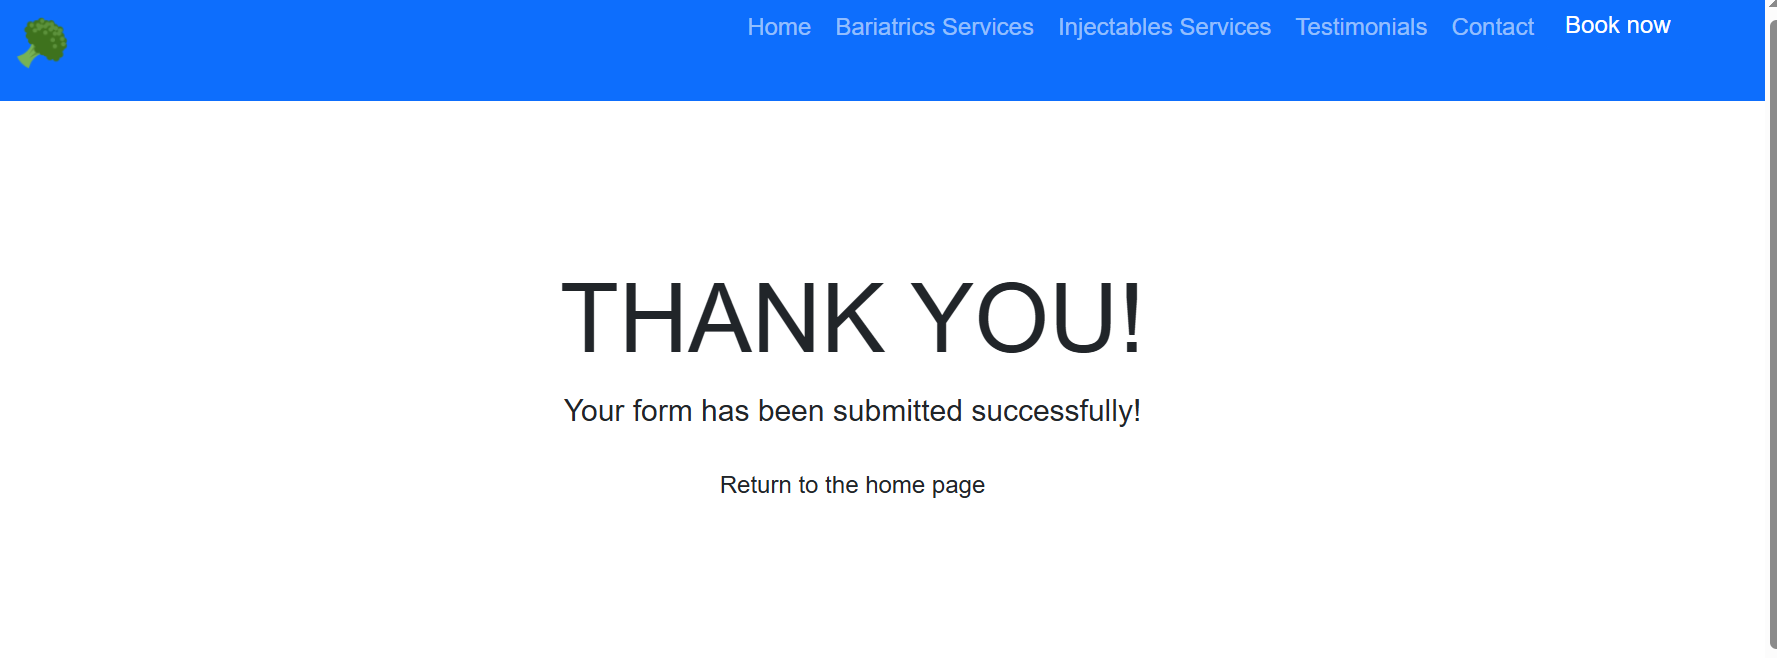 Home Bariatrics Services Injectables Services Testimonials Contact Book now
THANK YOU!
Your form has been submitted successfully!
Return to the home page